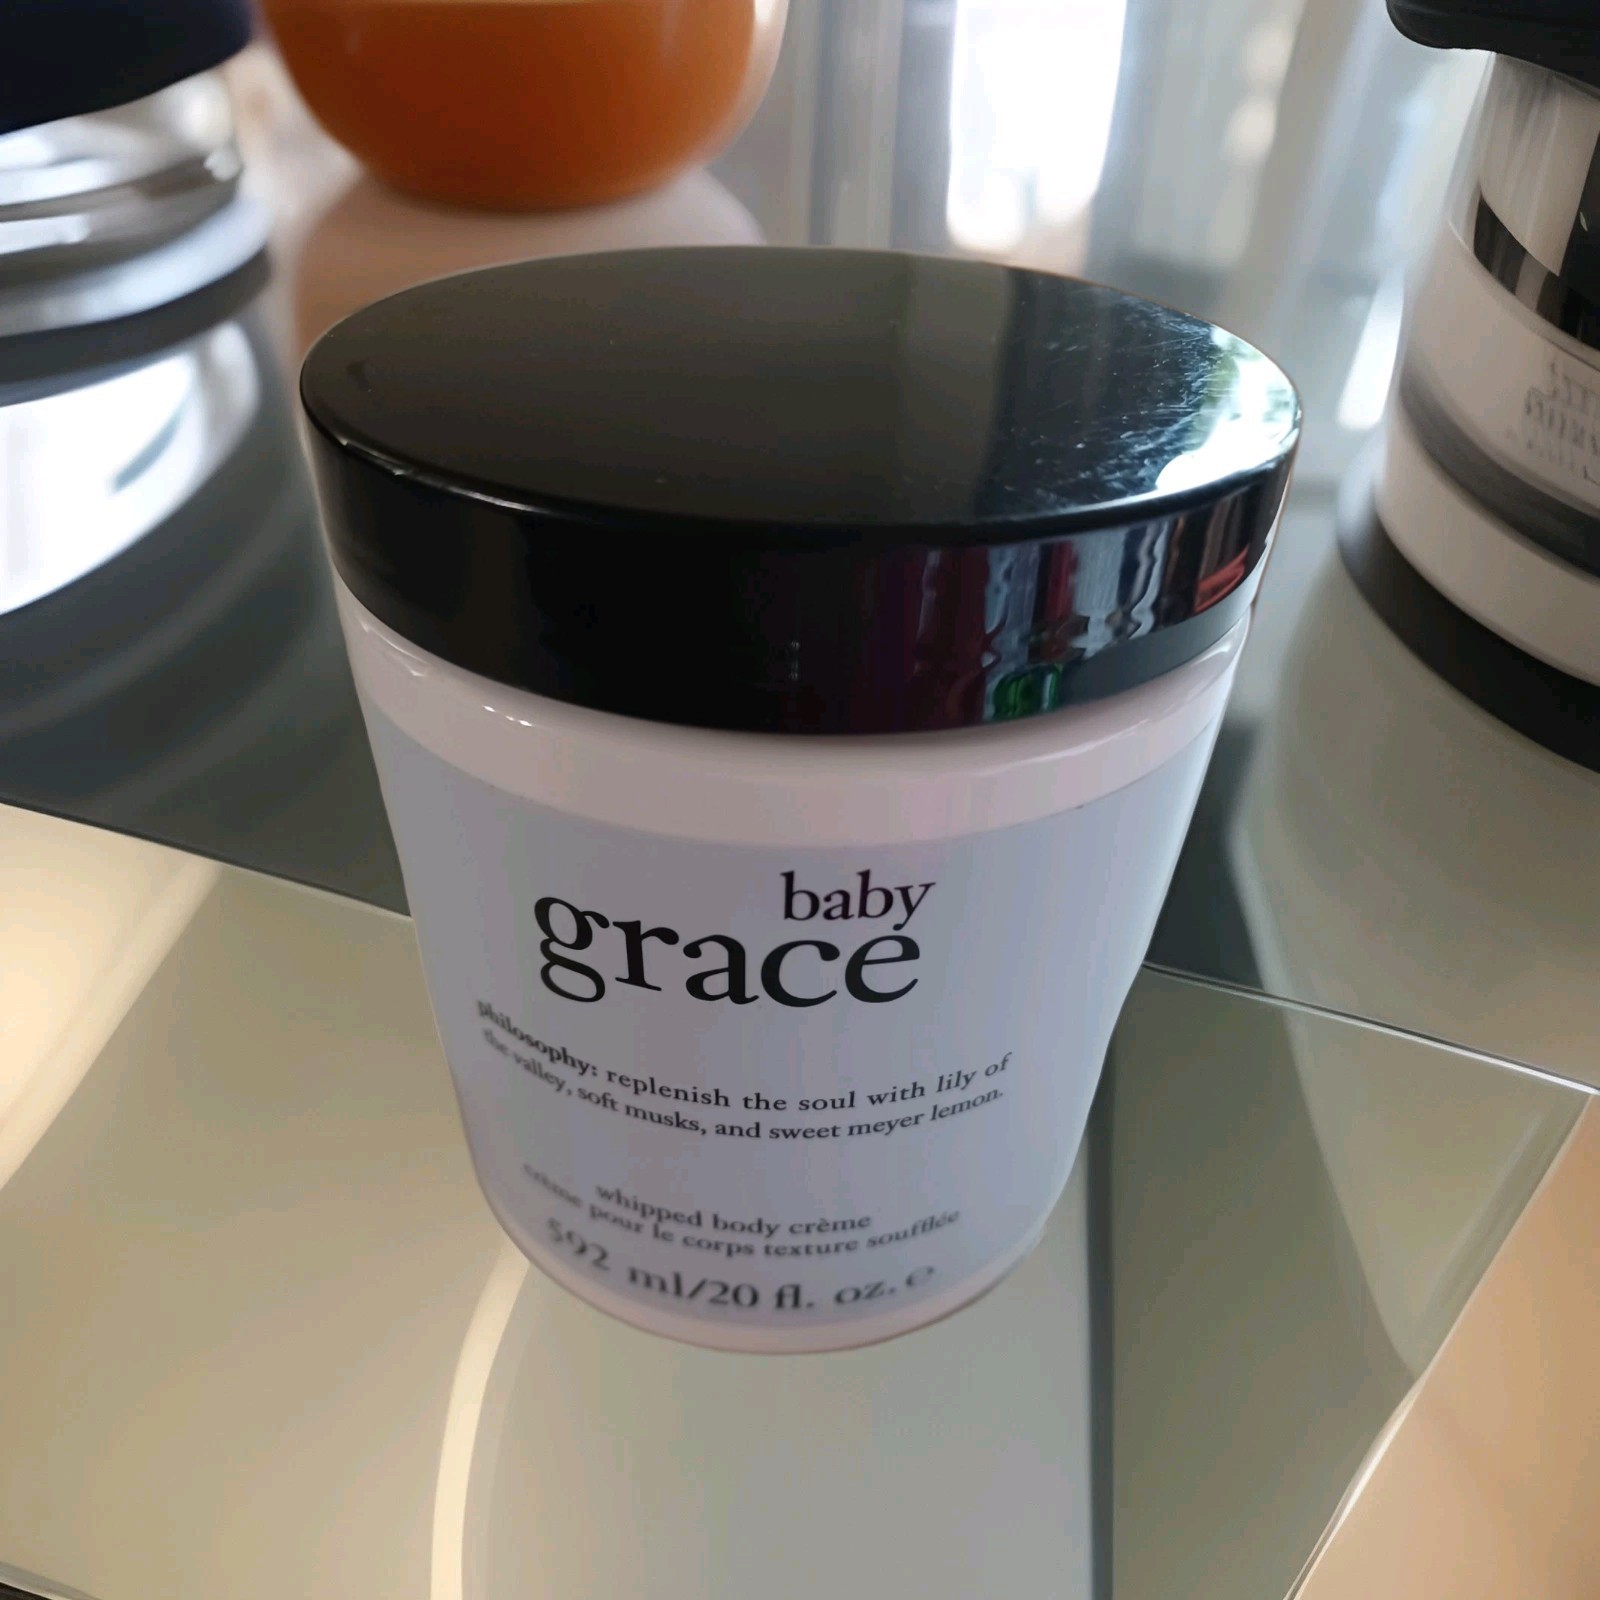 baby
grace
philosophy: replenish the soul with lily of
the valley, soft musks, and sweet meyer lemon.
whipped body crème
crème pour le corps texture soufflée
592 ml/20 fl. oz. ℮